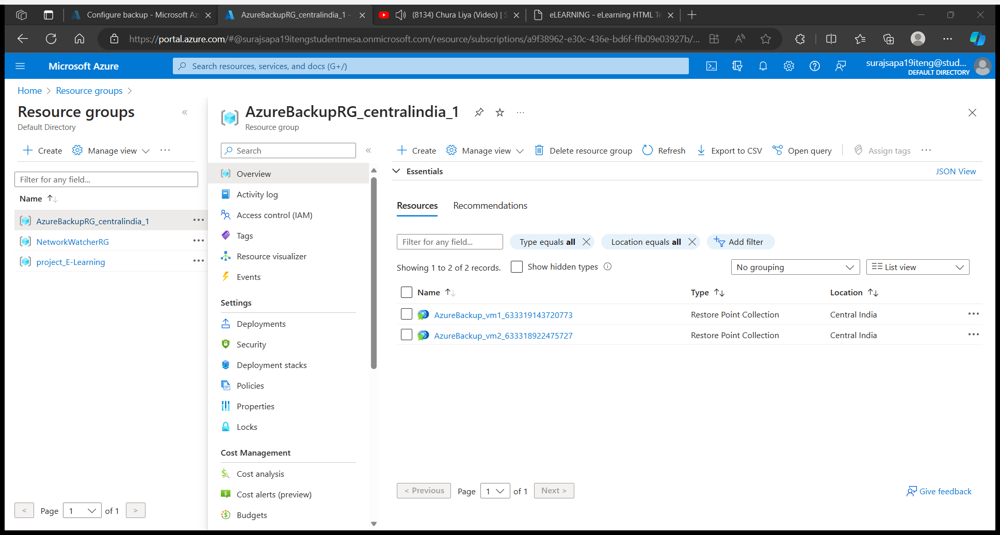 Configure backup - Microsoft Az
AzureBackupRG_centralindia_1 -
(8134) Chura Liya (Video) | S
eLEARNING - eLearning HTML Te
https://portal.azure.com/#@surajsapa19itengstudentmesa.onmicrosoft.com/resource/subscriptions/a9f38962-e30c-436e-bd6f-ffb09e03927b/...
Microsoft Azure
Search resources, services, and docs (G+/)
surajsapa19iteng@stud...
DEFAULT DIRECTORY
Home > Resource groups >
Resource groups
Default Directory
+ Create
Manage view
...
Filter for any field...
Name
AzureBackupRG_centralindia_1
NetworkWatcherRG
project_E-Learning
< Page 1 of 1 >
AzureBackupRG_centralindia_1
Resource group
Search
Overview
Activity log
Access control (IAM)
Tags
Resource visualizer
Events
Settings
Deployments
Security
Deployment stacks
Policies
Properties
Locks
Cost Management
Cost analysis
Cost alerts (preview)
Budgets
+ Create
Manage view
Delete resource group
Refresh
Export to CSV
Open query
Assign tags
...
Essentials
JSON View
Resources
Recommendations
Filter for any field...
Type equals all
Location equals all
Add filter
Showing 1 to 2 of 2 records.
Show hidden types
No grouping
List view
Name
Type
Location
AzureBackup_vm1_633319143720773
Restore Point Collection
Central India
AzureBackup_vm2_633318922475727
Restore Point Collection
Central India
< Previous
Page 1 of 1
Next >
Give feedback